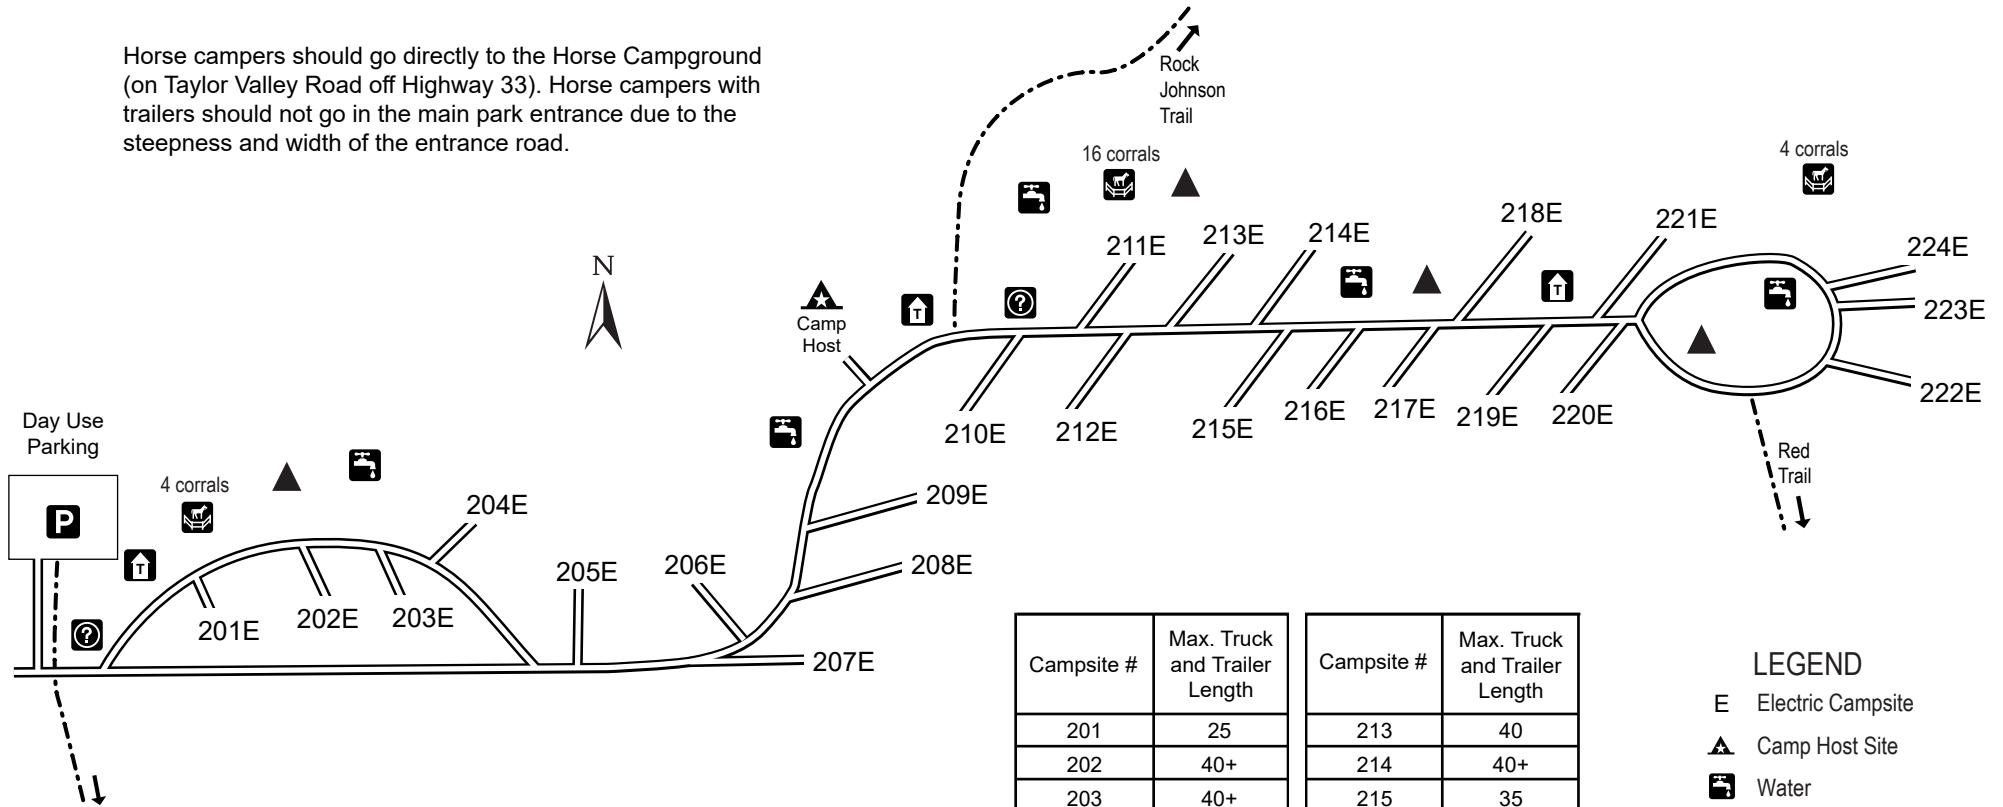 Horse campers should go directly to the Horse Campground
(on Taylor Valley Road off Highway 33). Horse campers with
trailers should not go in the main park entrance due to the
steepness and width of the entrance road.
Rock
Johnson
Trail
16 corrals
4 corrals
218E
221E
211E
213E
214E
224E
N
T
?
T
223E
Camp
Host
222E
210E
212E
215E
216E
217E
219E
220E
Day Use
Parking
Red
Trail
4 corrals
P
204E
209E
T
205E
206E
208E
?
201E
202E
203E
207E
Campsite #
Max. Truck
and Trailer
Length
Campsite #
Max. Truck
and Trailer
Length
201 25 213 40
202 40+ 214 40+
203 40+ 215 35
LEGEND
E Electric Campsite
Camp Host Site
Water